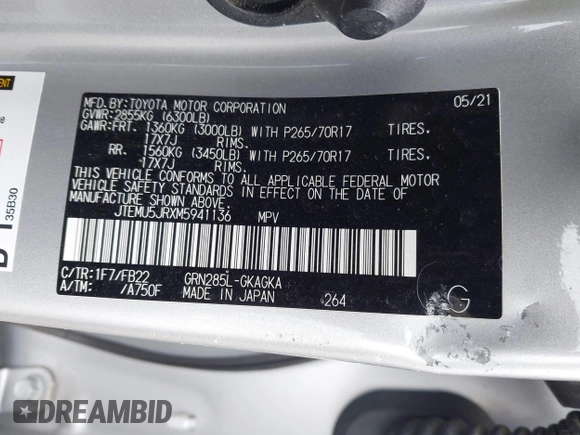 MFD.BY:TOYOTA MOTOR CORPORATION 05/21
GVWR:2855KG (6300LB)
GAWR:FRT. 1360KG (3000LB) WITH P265/70R17 TIRES.
17X7J RIMS.
RR. 1560KG (3450LB) WITH P265/70R17 TIRES.
17X7J RIMS.
THIS VEHICLE CONFORMS TO ALL APPLICABLE FEDERAL MOTOR
VEHICLE SAFETY STANDARDS IN EFFECT ON THE DATE OF
MANUFACTURE SHOWN ABOVE.
JTEMU5JRXM5941136 MPV
C/TR:1F7/FB22 GRN285L-GKAGKA
A/TM: /A750F MADE IN JAPAN 264
G
35B30
DREAMBID